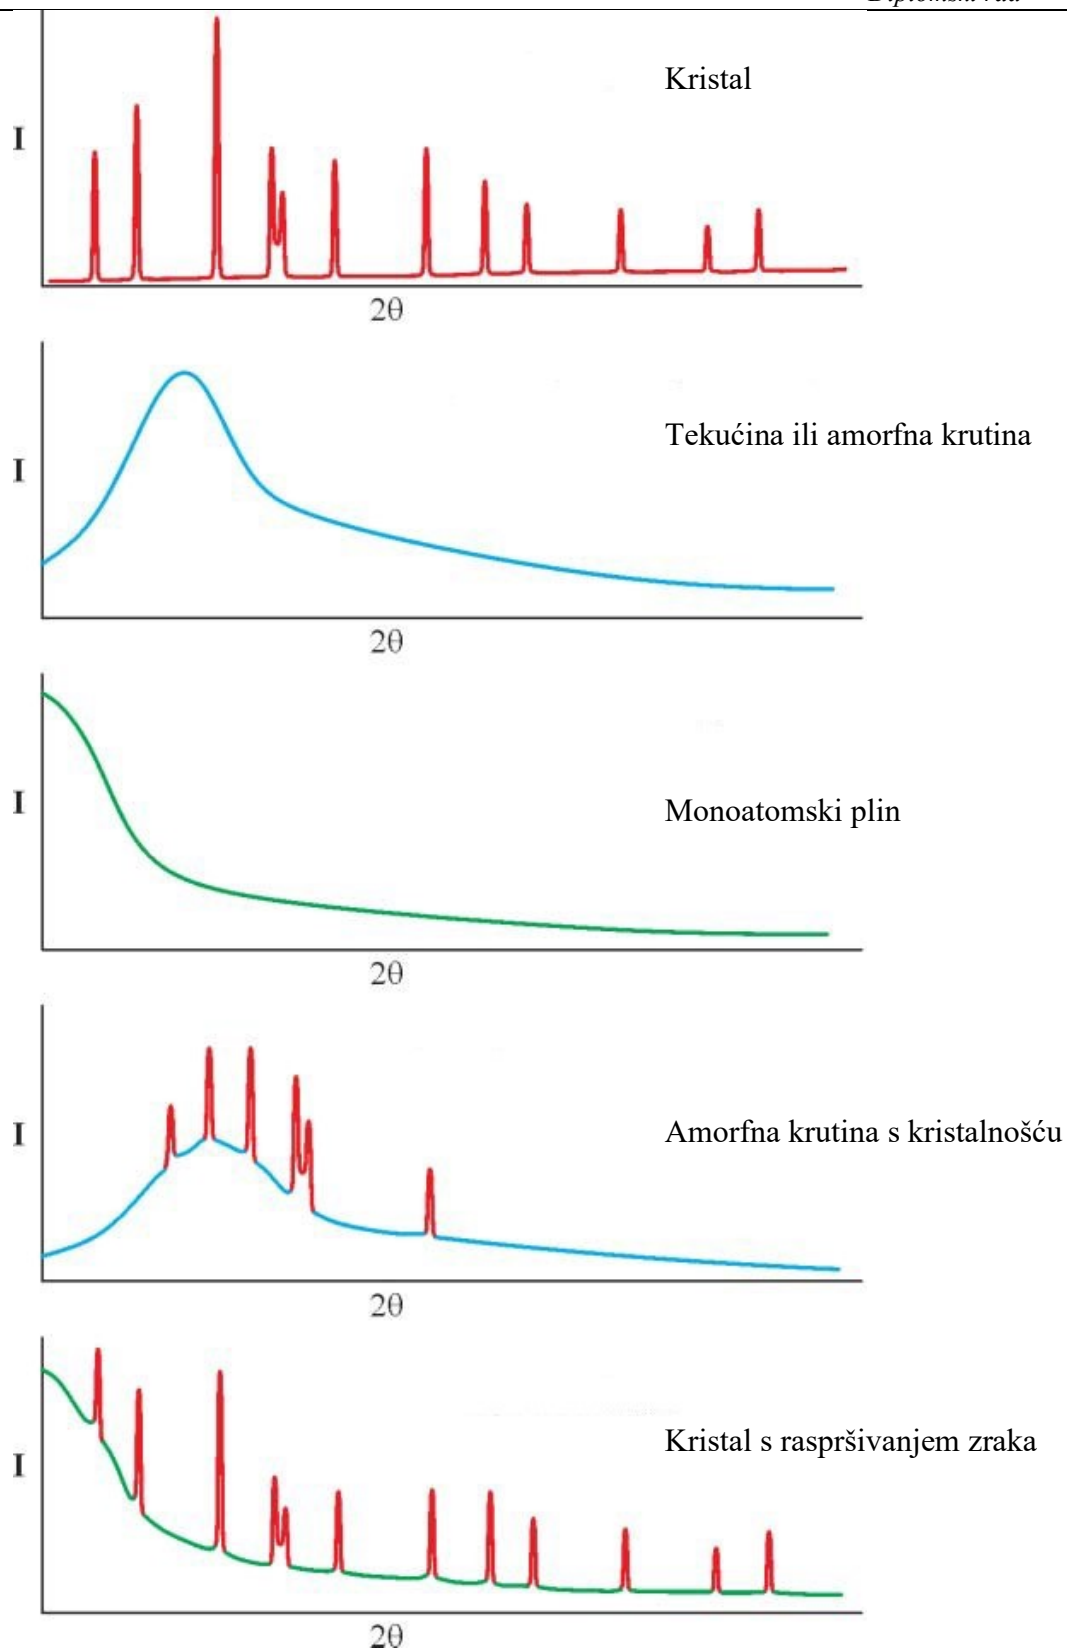 Kristal
I
2θ
Tekućina ili amorfna krutina
I
2θ
Monoatomski plin
I
2θ
Amorfna krutina s kristalnošću
I
2θ
Kristal s raspršivanjem zraka
I
2θ